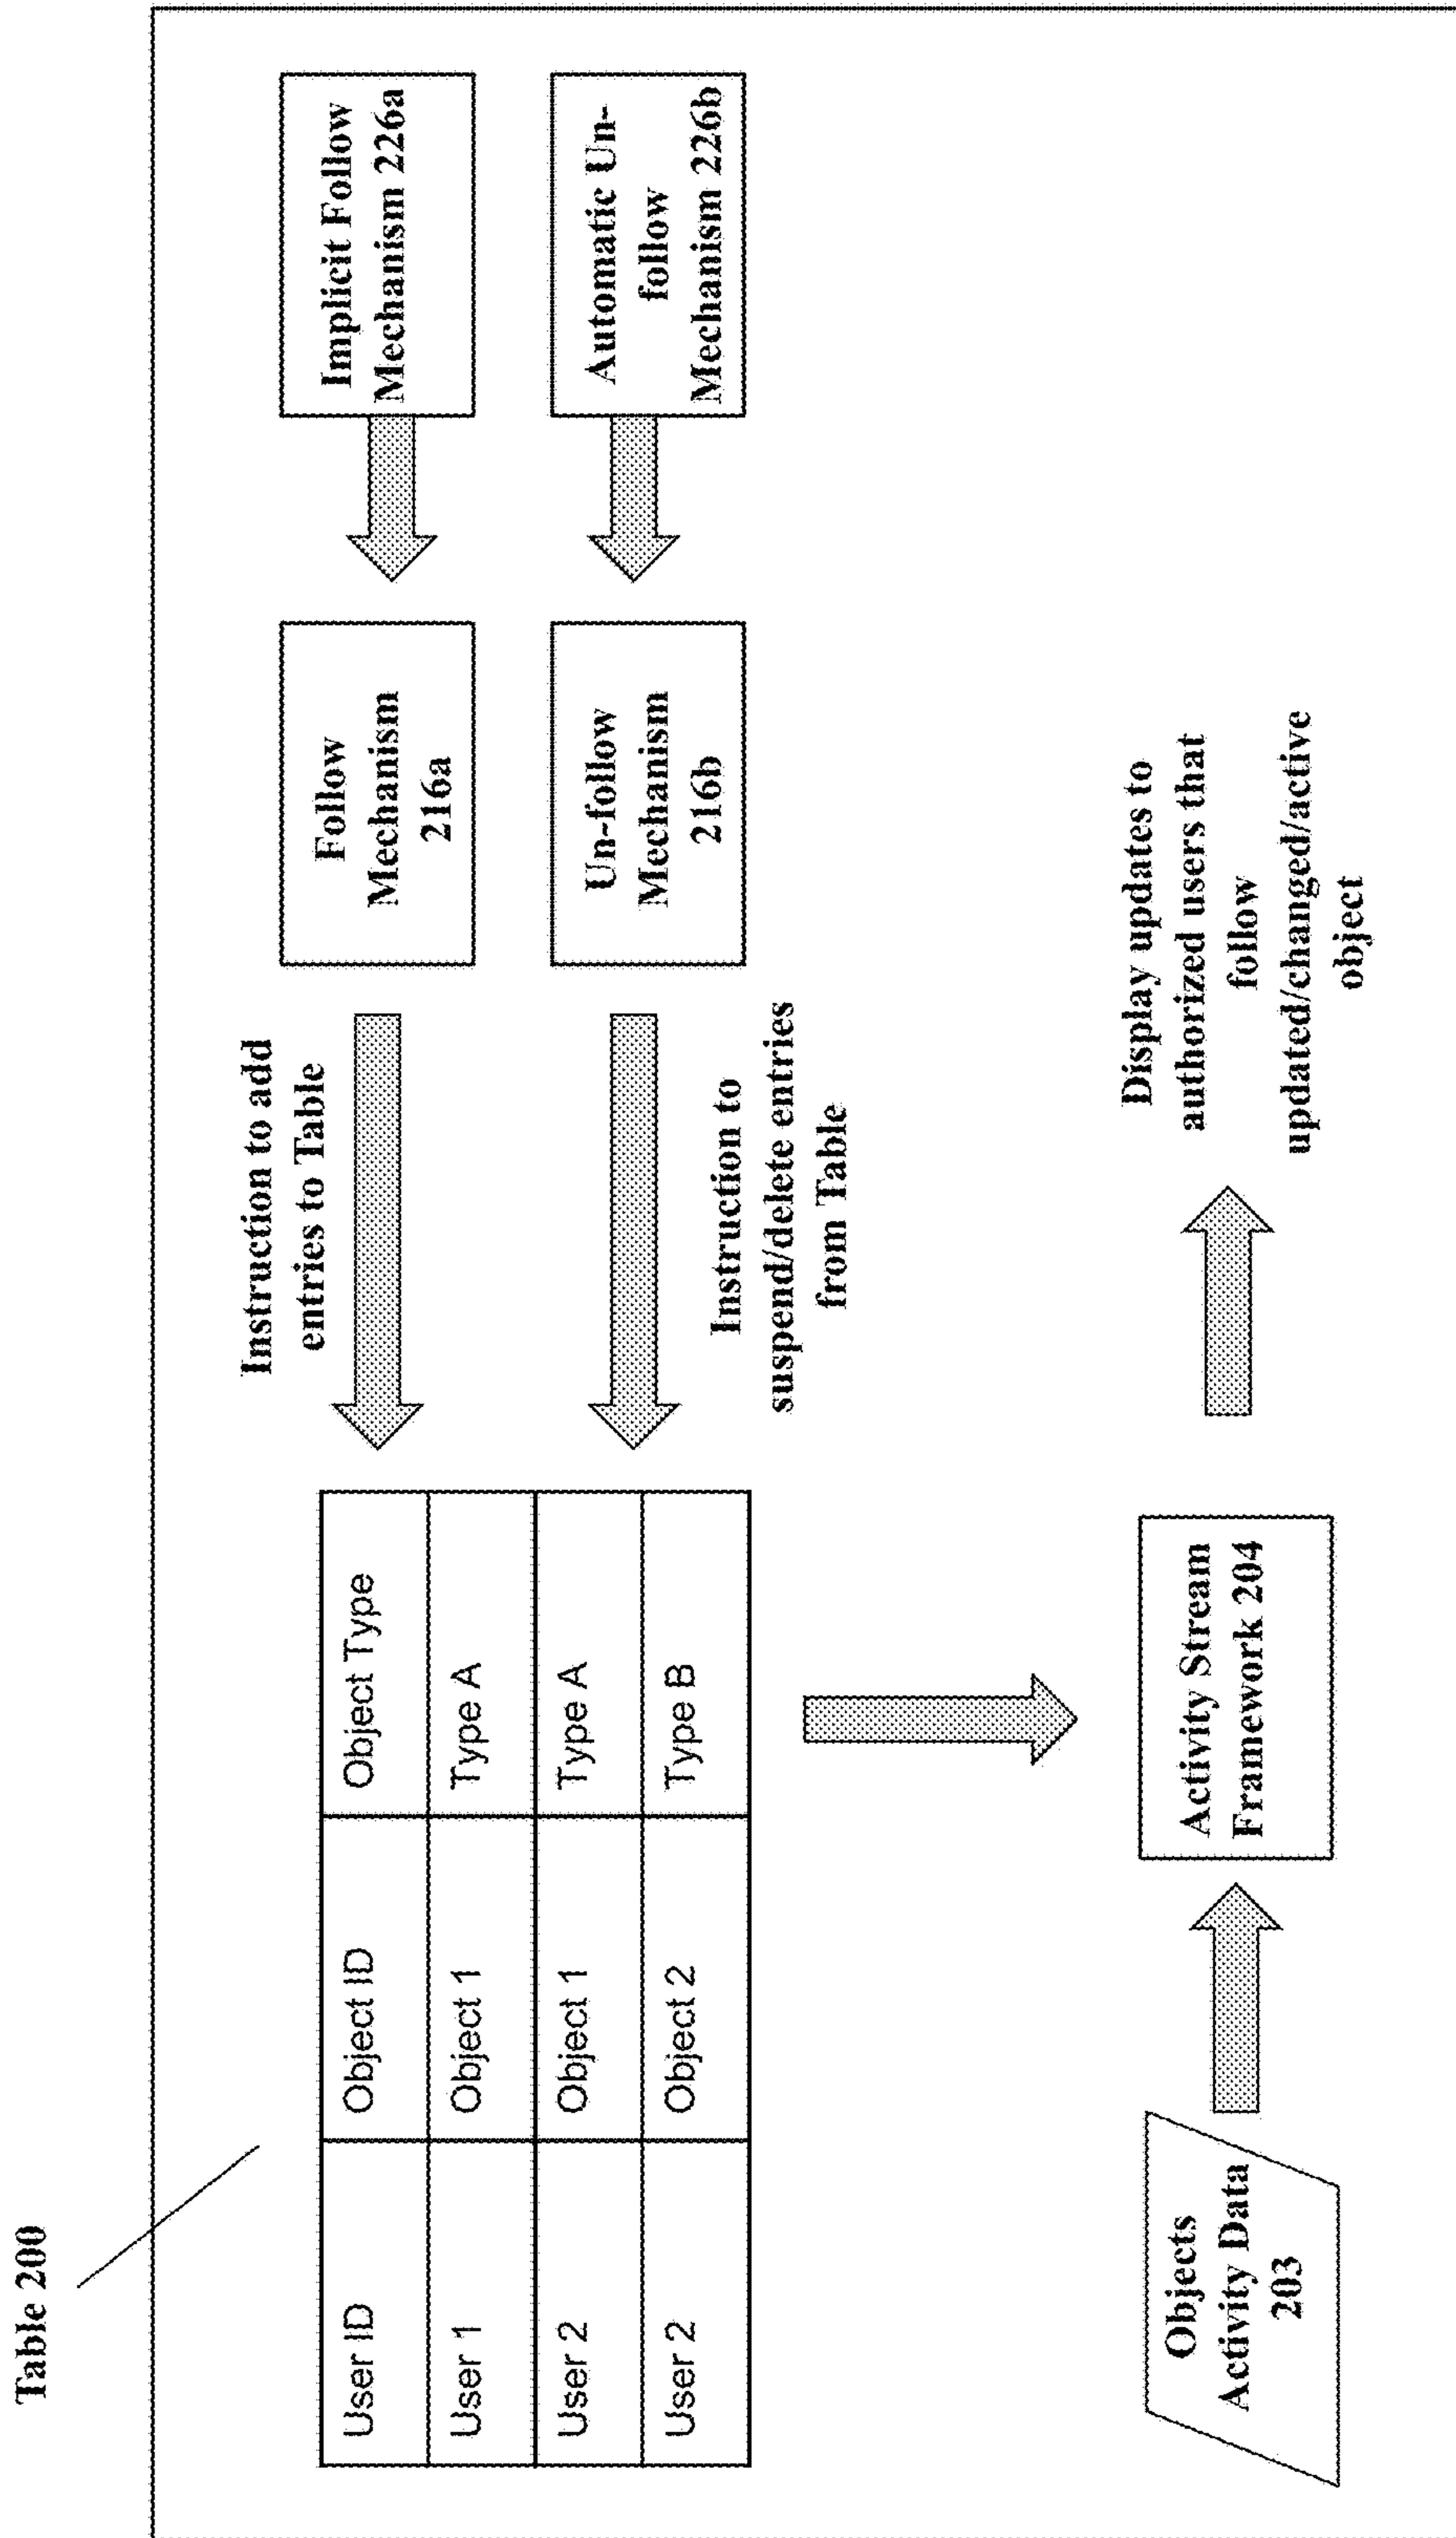 Table 200
User ID
Object ID
Object Type
User 1
Object 1
Type A
User 2
Object 1
Type A
User 2
Object 2
Type B
Instruction to add
entries to Table
Follow
Mechanism
216a
Implicit Follow
Mechanism 226a
Instruction to
suspend/delete entries
from Table
Un-follow
Mechanism
216b
Automatic Un-
follow
Mechanism 226b
Objects
Activity Data
203
Activity Stream
Framework 204
Display updates to
authorized users that
follow
updated/changed/active
object